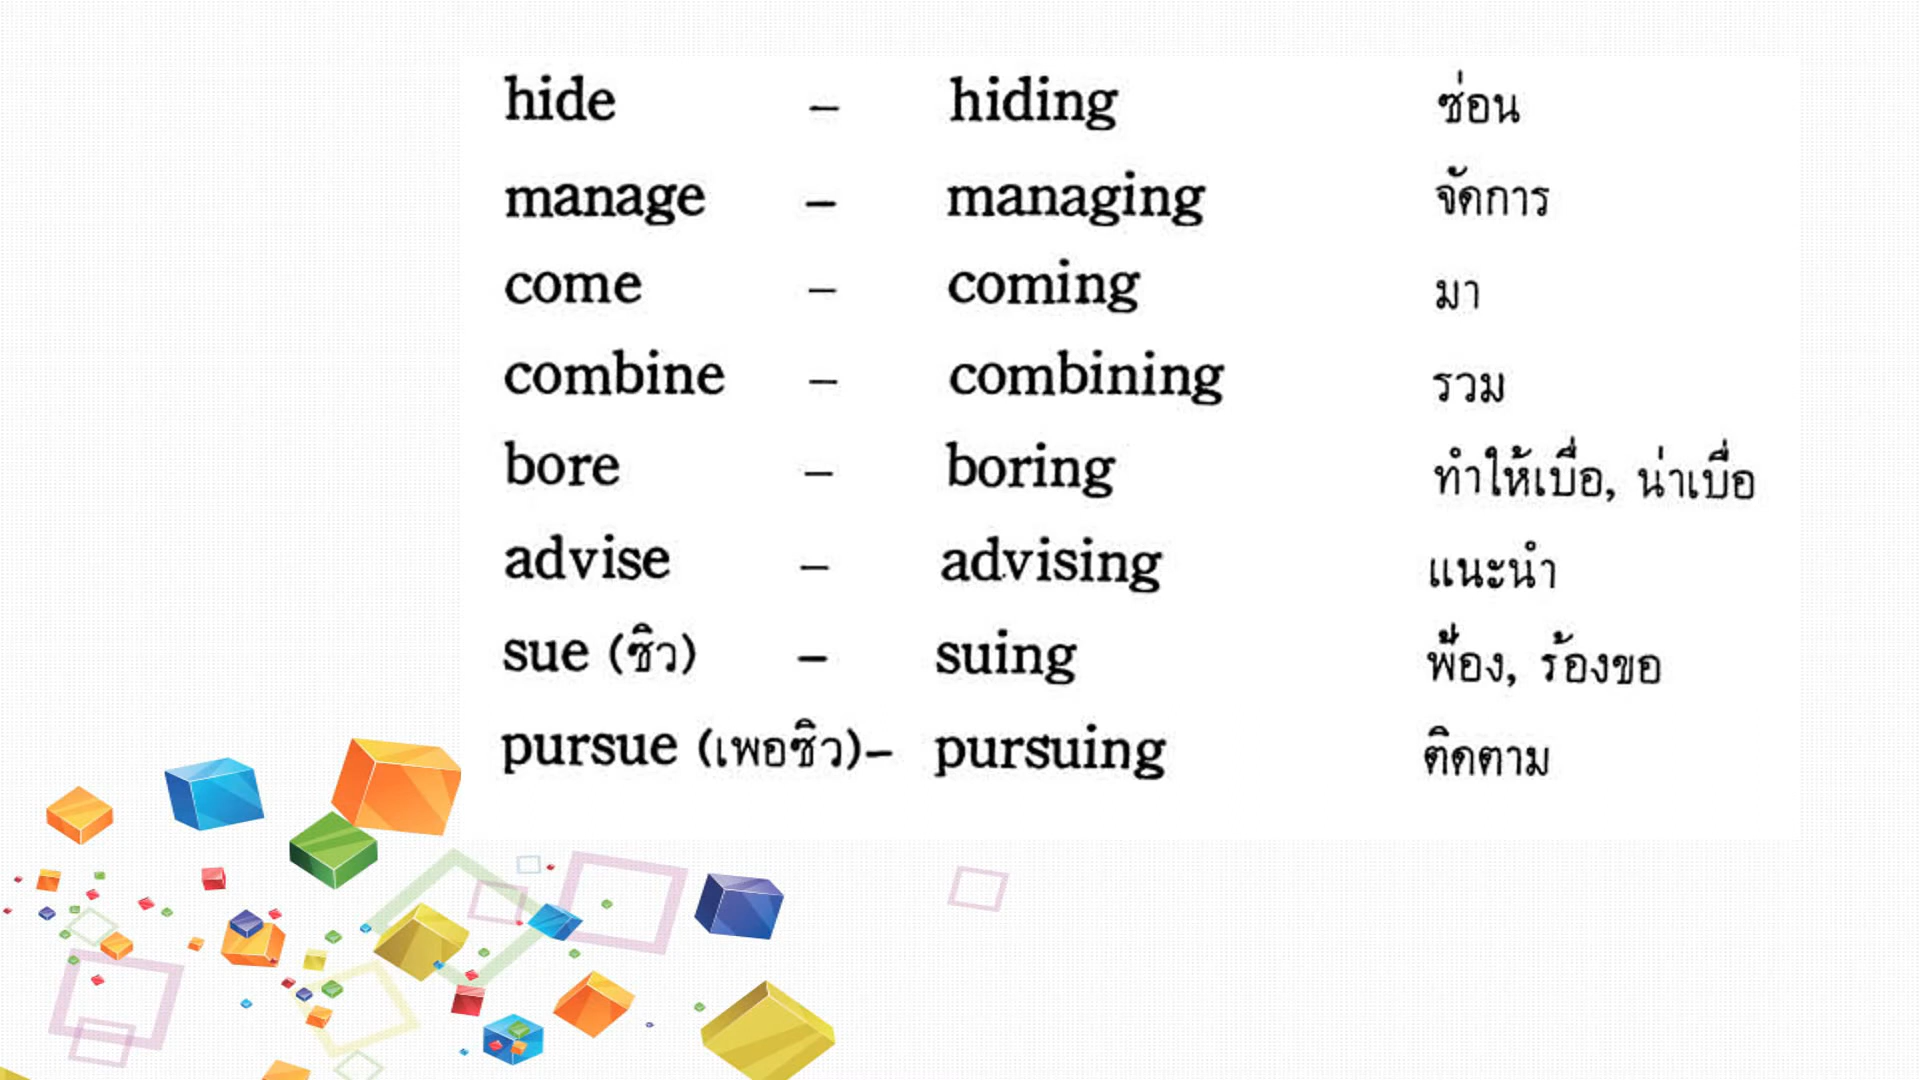 hide – hiding ซ่อน
manage – managing จัดการ
come – coming มา
combine – combining รวม
bore – boring ทำให้เบื่อ, น่าเบื่อ
advise – advising แนะนำ
sue (ซิว) – suing ฟ้อง, ร้องขอ
pursue (เพอซิว)– pursuing ติดตาม